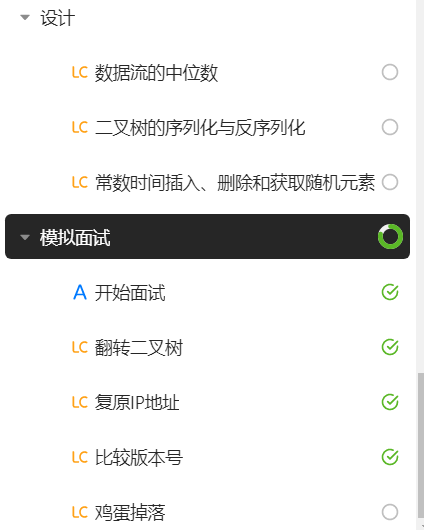 设计
LC 数据流的中位数
LC 二叉树的序列化与反序列化
LC 常数时间插入、删除和获取随机元素
模拟面试
A 开始面试
LC 翻转二叉树
LC 复原IP地址
LC 比较版本号
LC 鸡蛋掉落